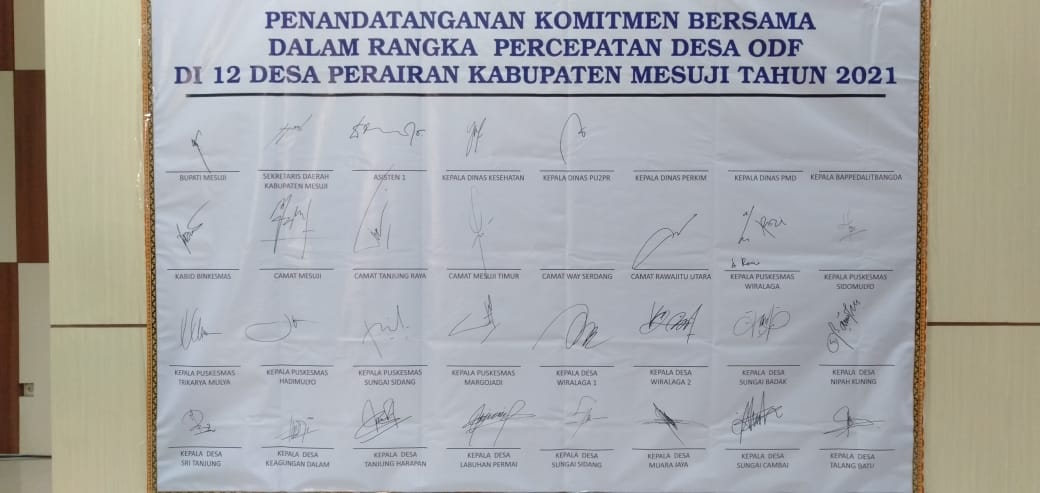 PENANDATANGANAN KOMITMEN BERSAMA
DALAM RANGKA PERCEPATAN DESA ODF
DI 12 DESA PERAIRAN KABUPATEN MESUJI TAHUN 2021
BUPATI MESUJI
SEKRETARIS DAERAH
KABUPATEN MESUJI
ASISTEN 1
KEPALA DINAS KESEHATAN
KEPALA DINAS PU2PR
KEPALA DINAS PERKIM
KEPALA DINAS PMD
KEPALA BAPPEDALITBANGDA
KABID BINKESMAS
CAMAT MESUJI
CAMAT TANJUNG RAYA
CAMAT MESUJI TIMUR
CAMAT WAY SERDANG
CAMAT RAWAJITU UTARA
KEPALA PUSKESMAS
WIRALAGA
KEPALA PUSKESMAS
SIDOMULYO
KEPALA PUSKESMAS
TRIKARYA MULYA
KEPALA PUSKESMAS
HADIMULYO
KEPALA PUSKESMAS
SUNGAI SIDANG
KEPALA PUSKESMAS
MARGOJADI
KEPALA DESA
WIRALAGA 1
KEPALA DESA
WIRALAGA 2
KEPALA DESA
SUNGAI BADAK
KEPALA DESA
NIPAH KUNING
KEPALA DESA
SRI TANJUNG
KEPALA DESA
KEAGUNGAN DALAM
KEPALA DESA
TANJUNG HARAPAN
KEPALA DESA
LABUHAN PERMAI
KEPALA DESA
SUNGAI SIDANG
KEPALA DESA
MUARA JAYA
KEPALA DESA
SUNGAI CAMBAI
KEPALA DESA
TALANG BATU